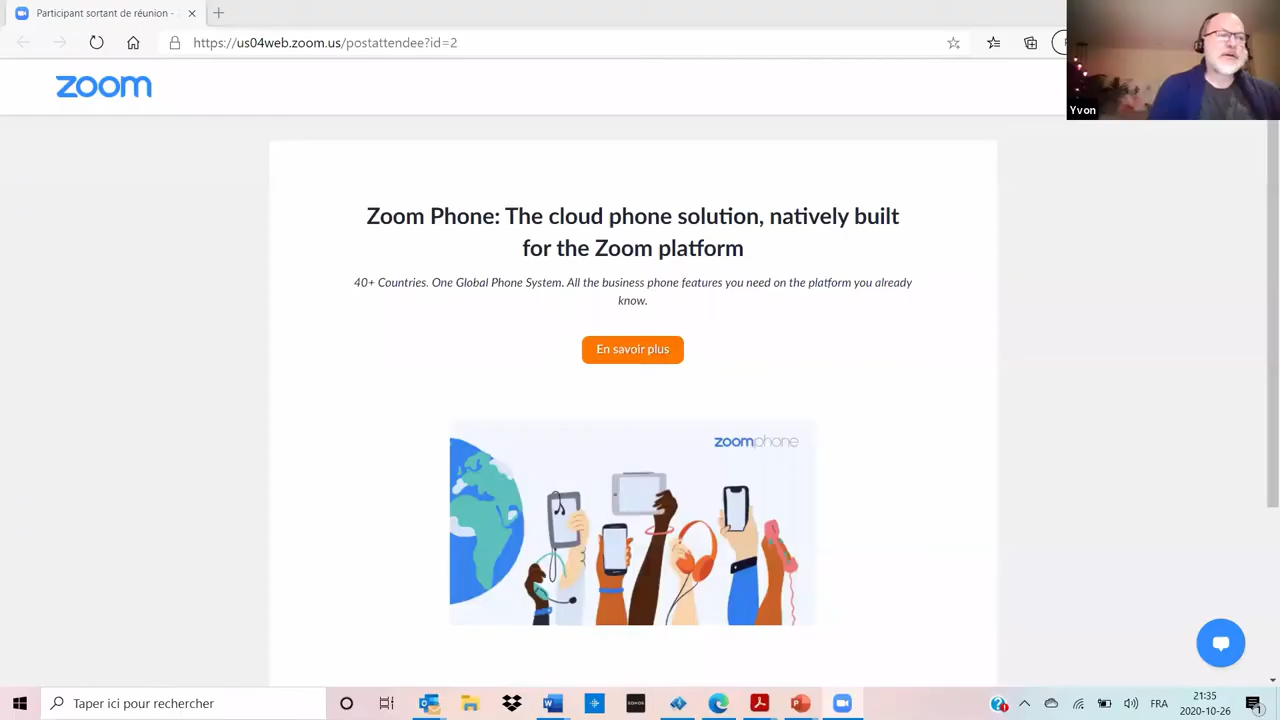 Participant sortant de réunion -
https://us04web.zoom.us/postattendee?id=2
zoom
Yvon
Zoom Phone: The cloud phone solution, natively built
for the Zoom platform
40+ Countries. One Global Phone System. All the business phone features you need on the platform you already
know.
En savoir plus
zoomphone
Taper ici pour rechercher
SONOS
FRA
21:35
2020-10-26
1